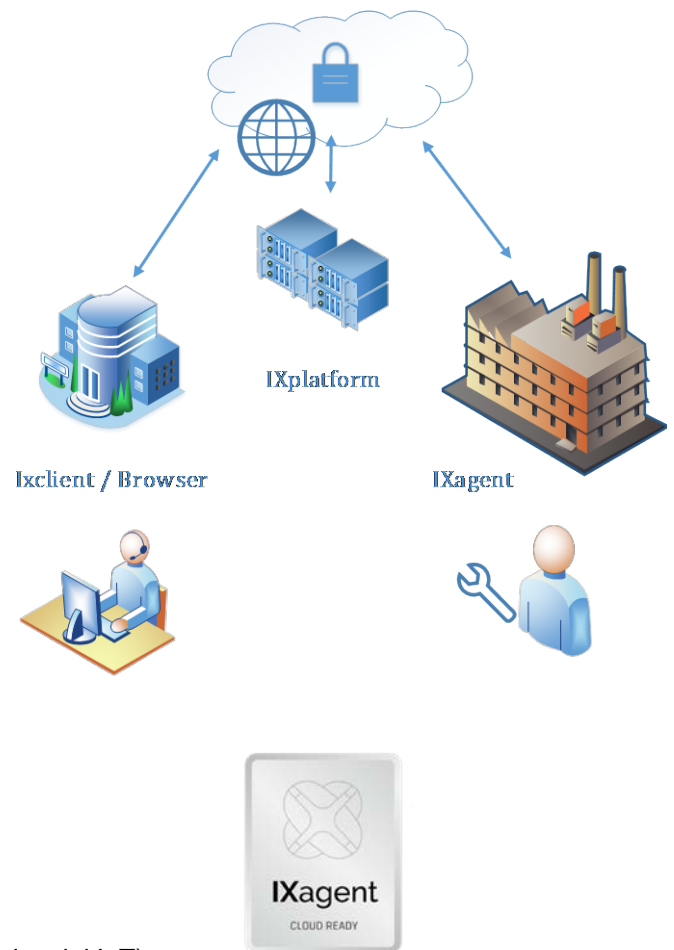 IXplatform
Ixclient / Browser
IXagent
IXagent
CLOUD READY